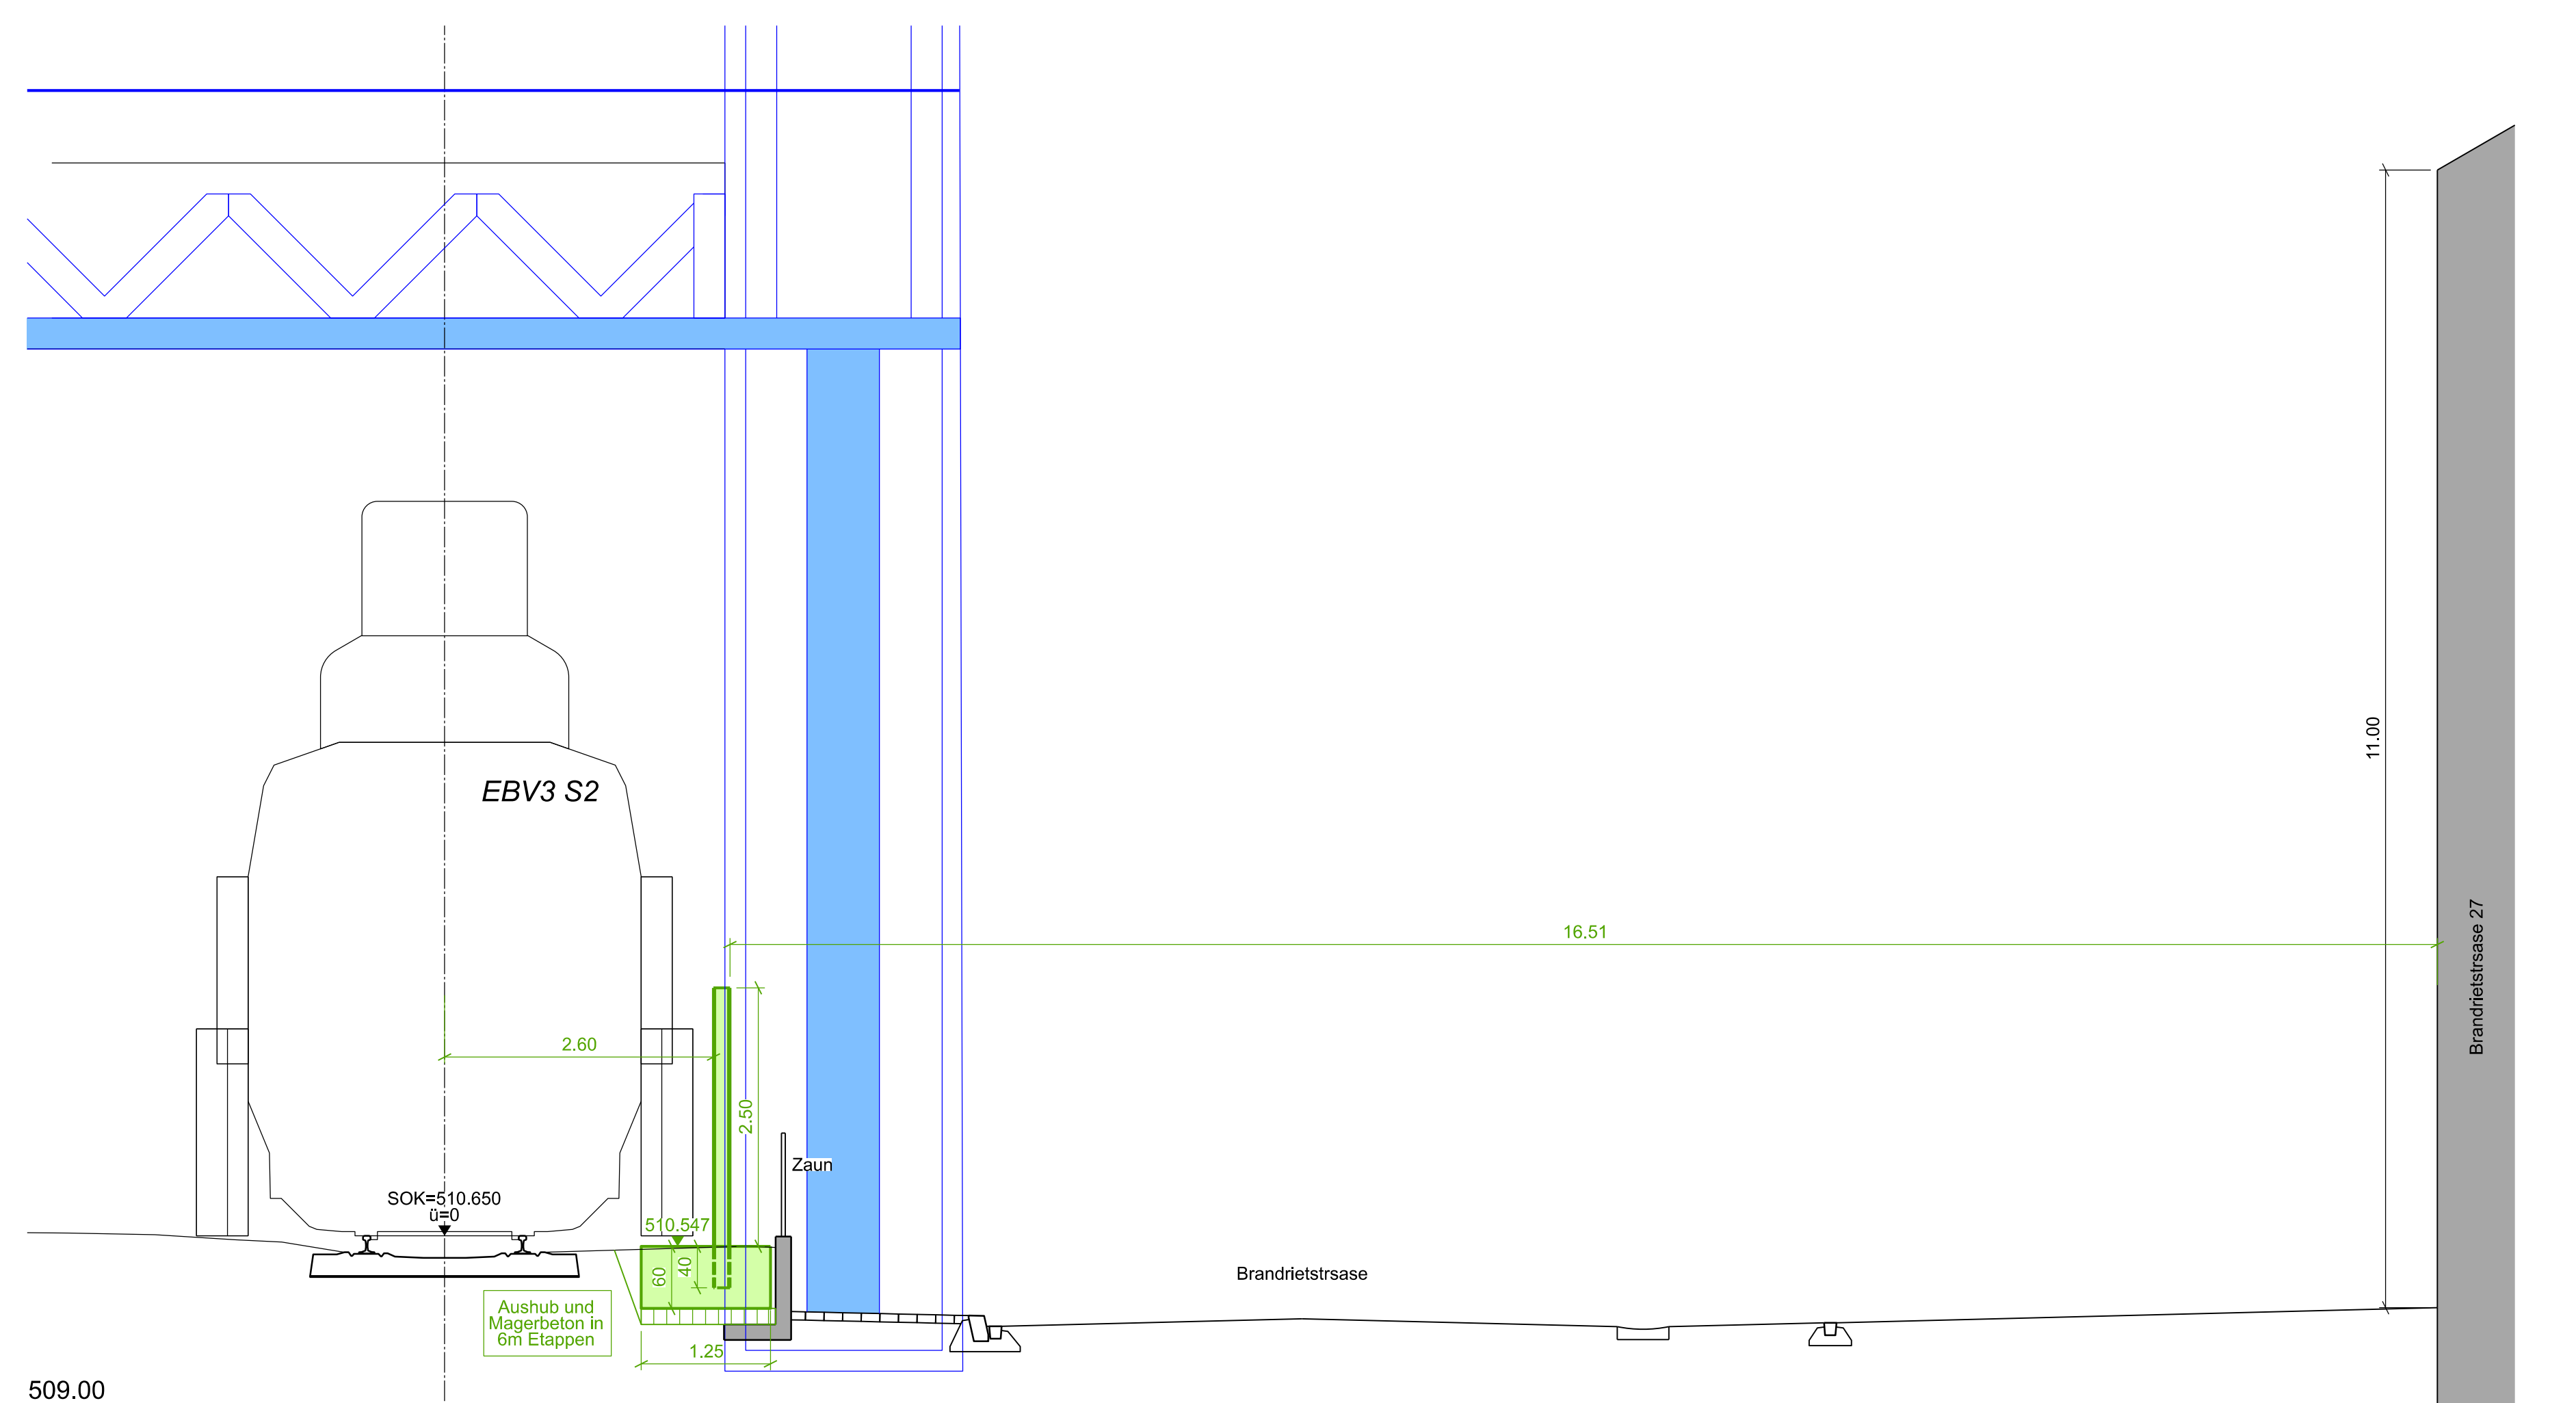 11.00
EBV3 S2
Brandrietstrsase 27
16.51
2.60
2.50
Zaun
SOK=510.650
ü=0
510.547
60
40
Brandrietstrsase
Aushub und
Magerbeton in
6m Etappen
1.25
509.00